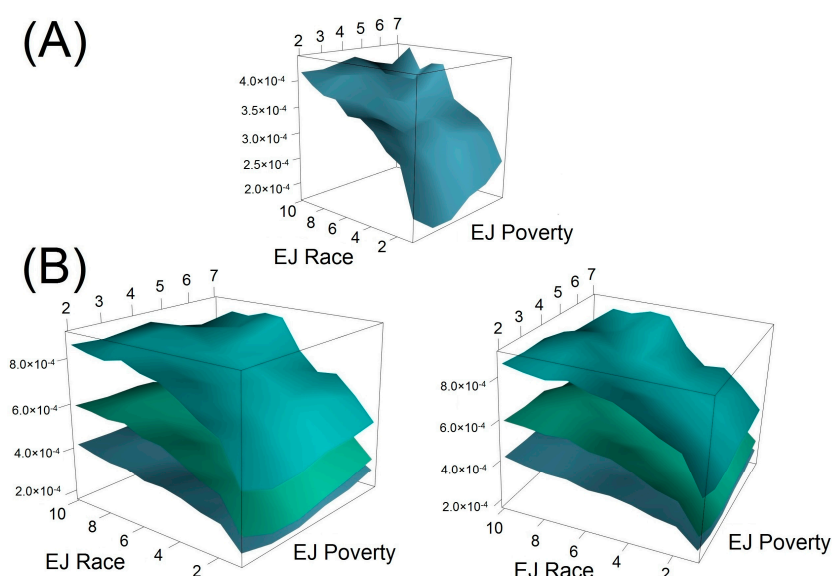 (A)
2 3 4 5 6 7
4.0×10⁻⁴
3.5×10⁻⁴
3.0×10⁻⁴
2.5×10⁻⁴
2.0×10⁻⁴
10 8 6 4 2
EJ Race
EJ Poverty
(B)
2 3 4 5 6 7
8.0×10⁻⁴
6.0×10⁻⁴
4.0×10⁻⁴
2.0×10⁻⁴
10 8 6 4 2
EJ Race
EJ Poverty
2 3 4 5 6 7
8.0×10⁻⁴
6.0×10⁻⁴
4.0×10⁻⁴
2.0×10⁻⁴
10 8 6 4 2
EJ Race
EJ Poverty